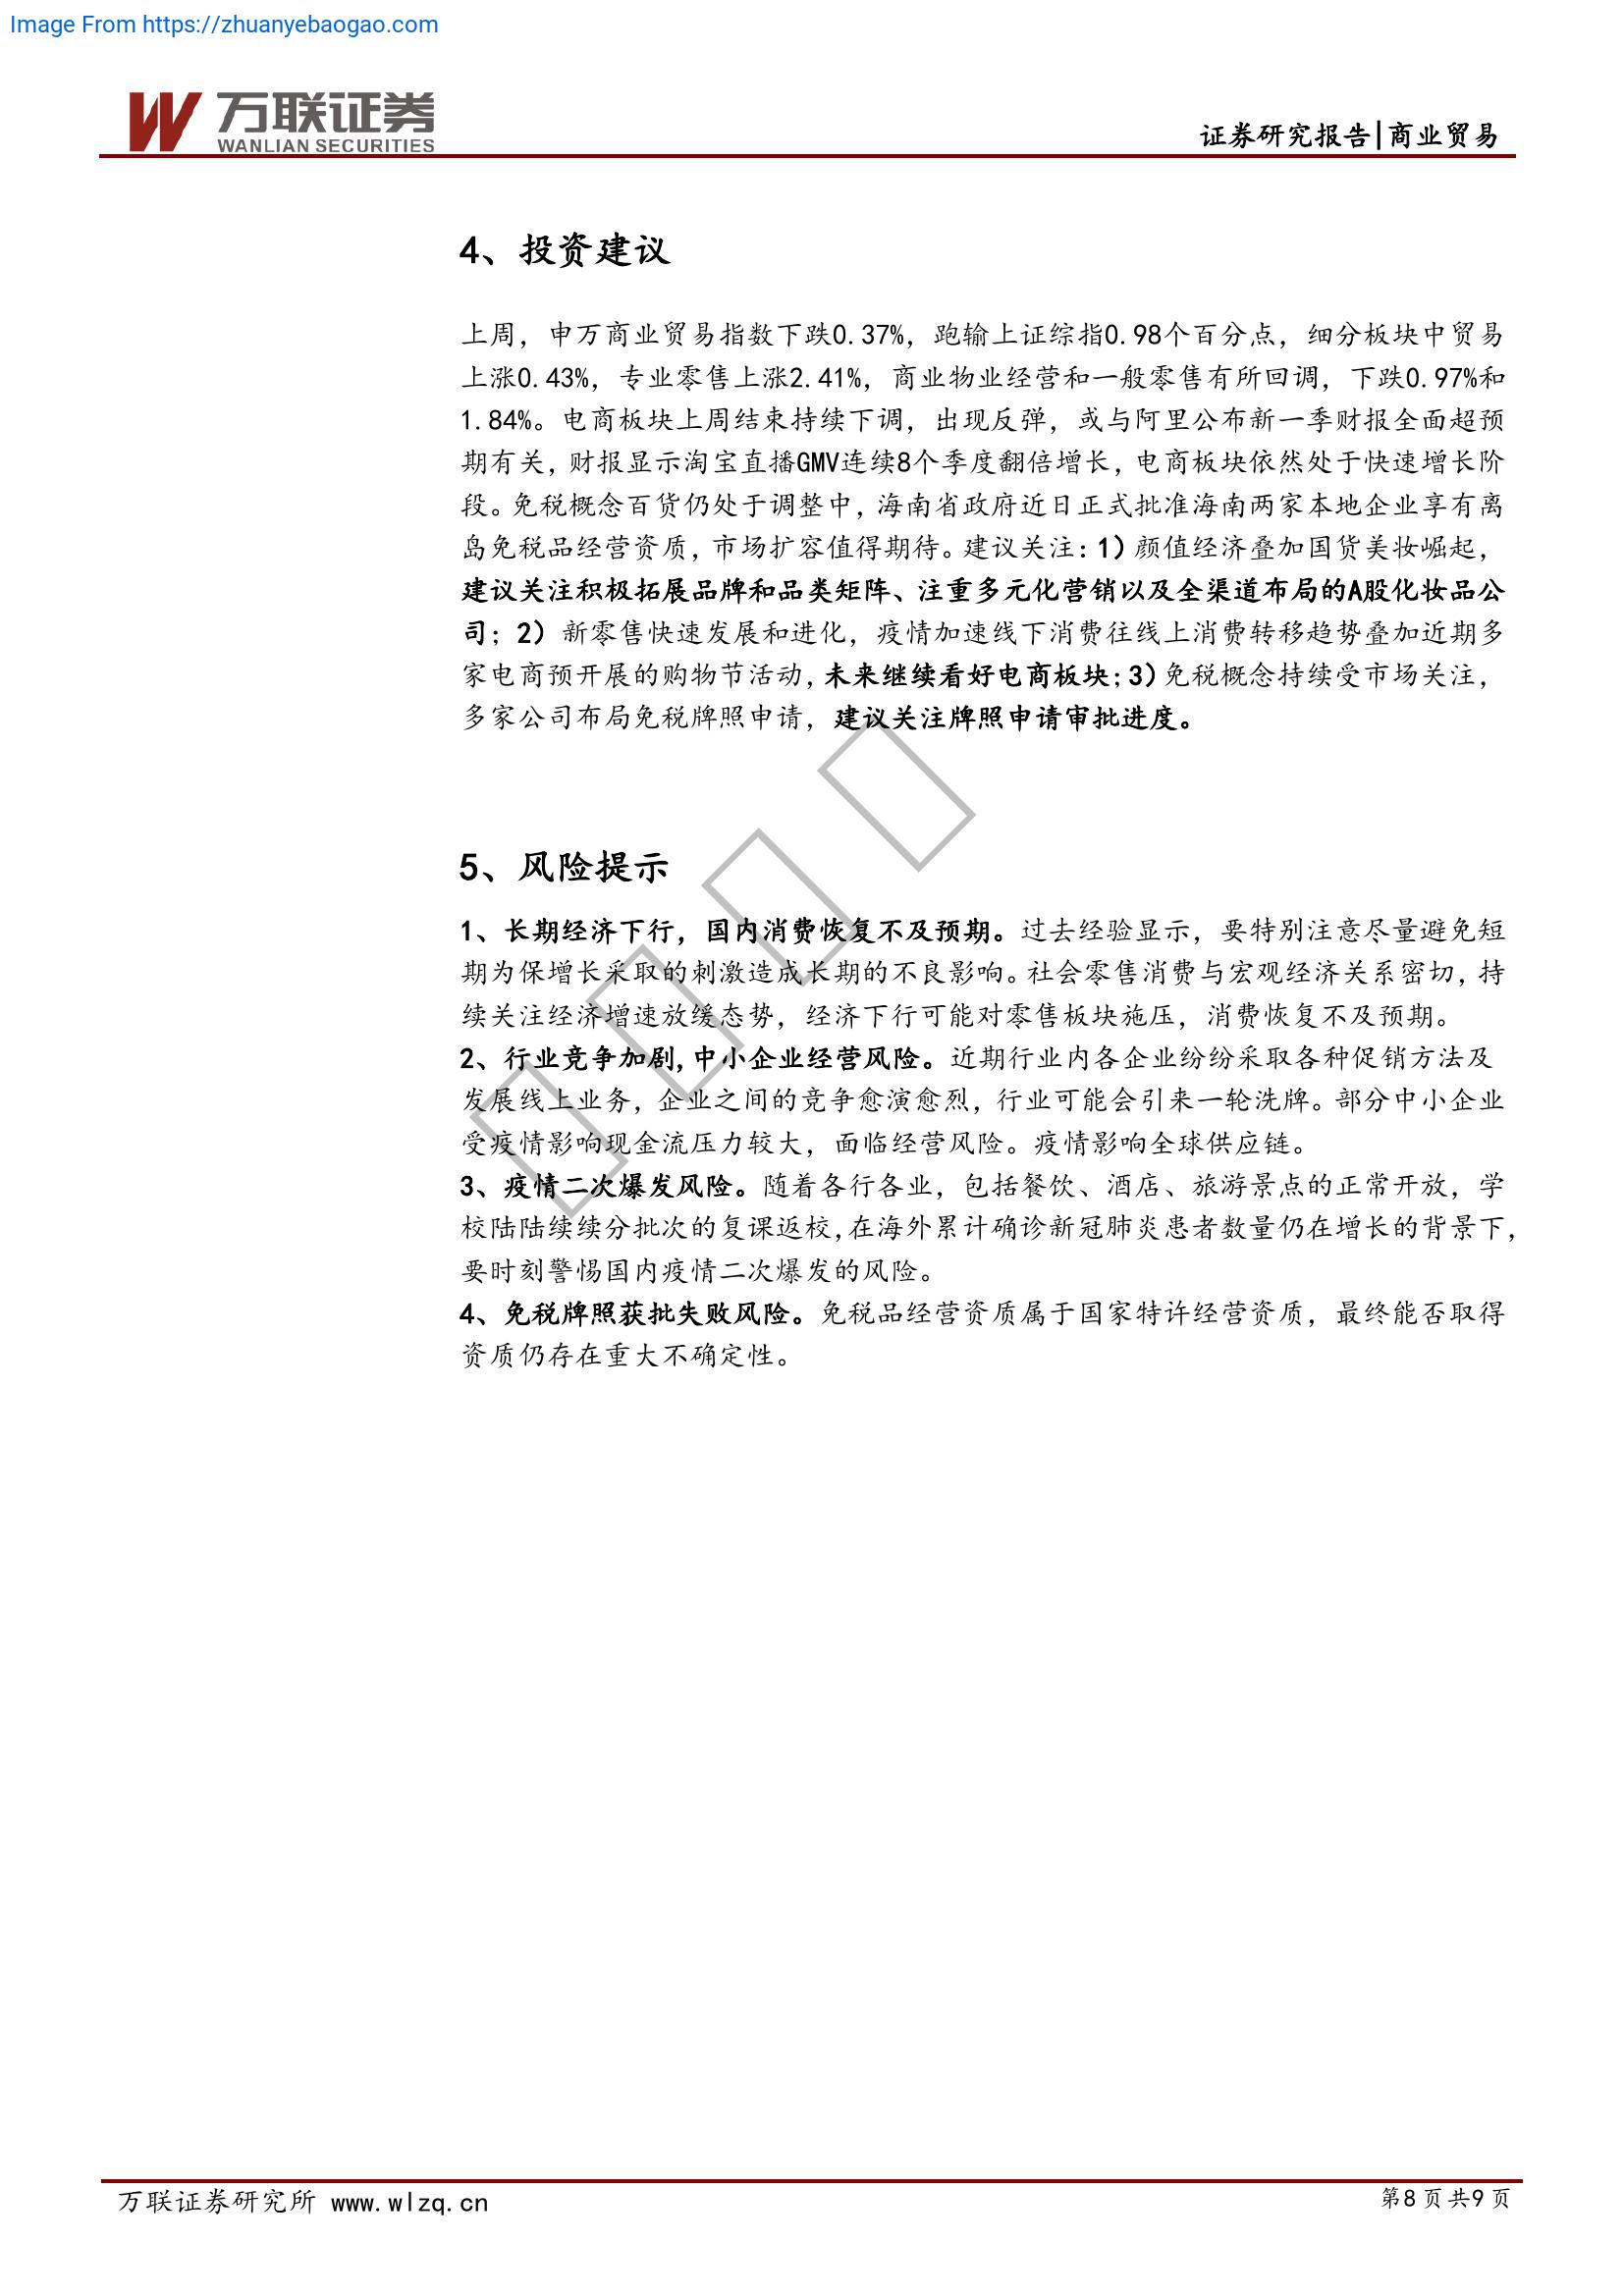 Image From https://zhuanyebaogao.com
万联证券
WANLIAN SECURITIES
证券研究报告|商业贸易
4、投资建议
上周，申万商业贸易指数下跌0.37%，跑输上证综指0.98个百分点，细分板块中贸易
上涨0.43%，专业零售上涨2.41%，商业物业经营和一般零售有所回调，下跌0.97%和
1.84%。电商板块上周结束持续下调，出现反弹，或与阿里公布新一季财报全面超预
期有关，财报显示淘宝直播GMV连续8个季度翻倍增长，电商板块依然处于快速增长阶
段。免税概念百货仍处于调整中，海南省政府近日正式批准海南两家本地企业享有离
岛免税品经营资质，市场扩容值得期待。建议关注：1）颜值经济叠加国货美妆崛起，
建议关注积极拓展品牌和品类矩阵、注重多元化营销以及全渠道布局的A股化妆品公
司；2）新零售快速发展和进化，疫情加速线下消费往线上消费转移趋势叠加近期多
家电商预开展的购物节活动，未来继续看好电商板块；3）免税概念持续受市场关注，
多家公司布局免税牌照申请，建议关注牌照申请审批进度。
5、风险提示
1、长期经济下行，国内消费恢复不及预期。过去经验显示，要特别注意尽量避免短
期为保增长采取的刺激造成长期的不良影响。社会零售消费与宏观经济关系密切，持
续关注经济增速放缓态势，经济下行可能对零售板块施压，消费恢复不及预期。
2、行业竞争加剧,中小企业经营风险。近期行业内各企业纷纷采取各种促销方法及
发展线上业务，企业之间的竞争愈演愈烈，行业可能会引来一轮洗牌。部分中小企业
受疫情影响现金流压力较大，面临经营风险。疫情影响全球供应链。
3、疫情二次爆发风险。随着各行各业，包括餐饮、酒店、旅游景点的正常开放，学
校陆陆续续分批次的复课返校，在海外累计确诊新冠肺炎患者数量仍在增长的背景下，
要时刻警惕国内疫情二次爆发的风险。
4、免税牌照获批失败风险。免税品经营资质属于国家特许经营资质，最终能否取得
资质仍存在重大不确定性。
万联证券研究所 www.wlzq.cn
第8页共9页